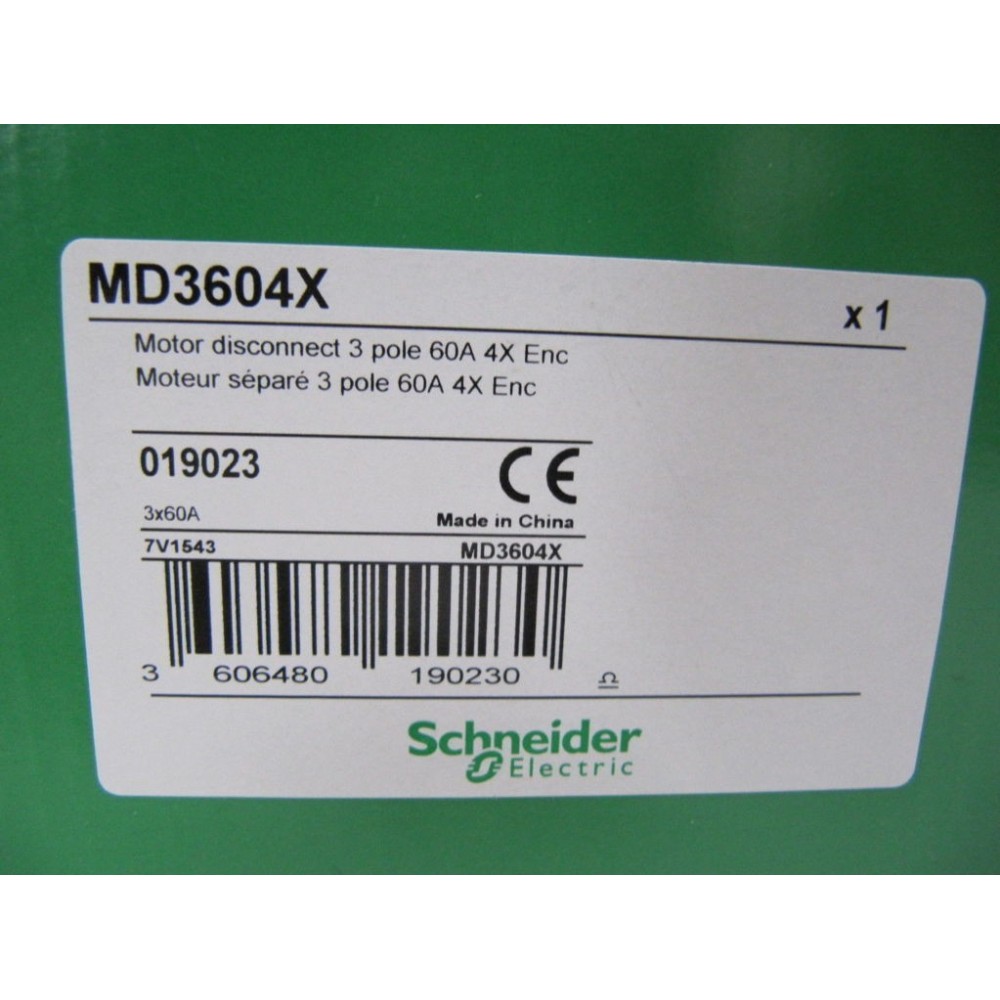 MD3604X
x 1
Motor disconnect 3 pole 60A 4X Enc
Moteur séparé 3 pole 60A 4X Enc
019023
CE
3x60A
Made in China
7V1543 MD3604X
3 606480 190230
Schneider
Electric